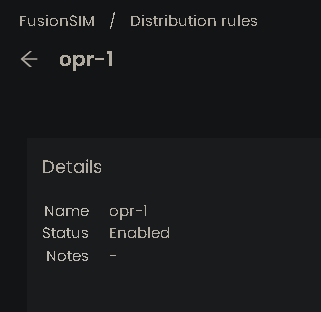 FusionSIM / Distribution rules
← opr-1
Details
Name opr-1
Status Enabled
Notes -